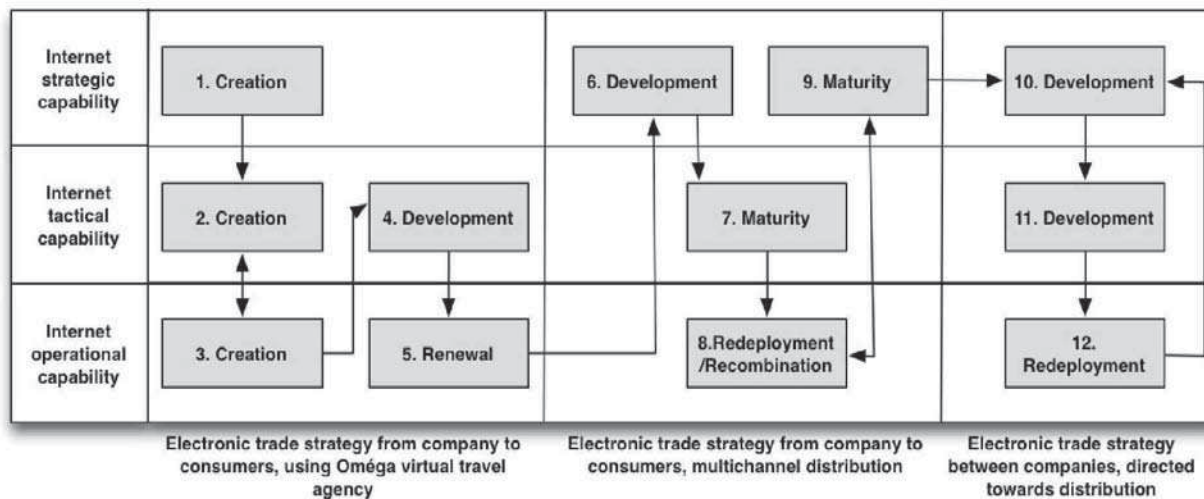 Internet
strategic
capability
1. Creation
6. Development
9. Maturity
10. Development
Internet
tactical
capability
2. Creation
4. Development
7. Maturity
11. Development
Internet
operational
capability
3. Creation
5. Renewal
8.Redeployment
/Recombination
12.
Redeployment
Electronic trade strategy from company to
consumers, using Oméga virtual travel
agency
Electronic trade strategy from company to
consumers, multichannel distribution
Electronic trade strategy
between companies, directed
towards distribution